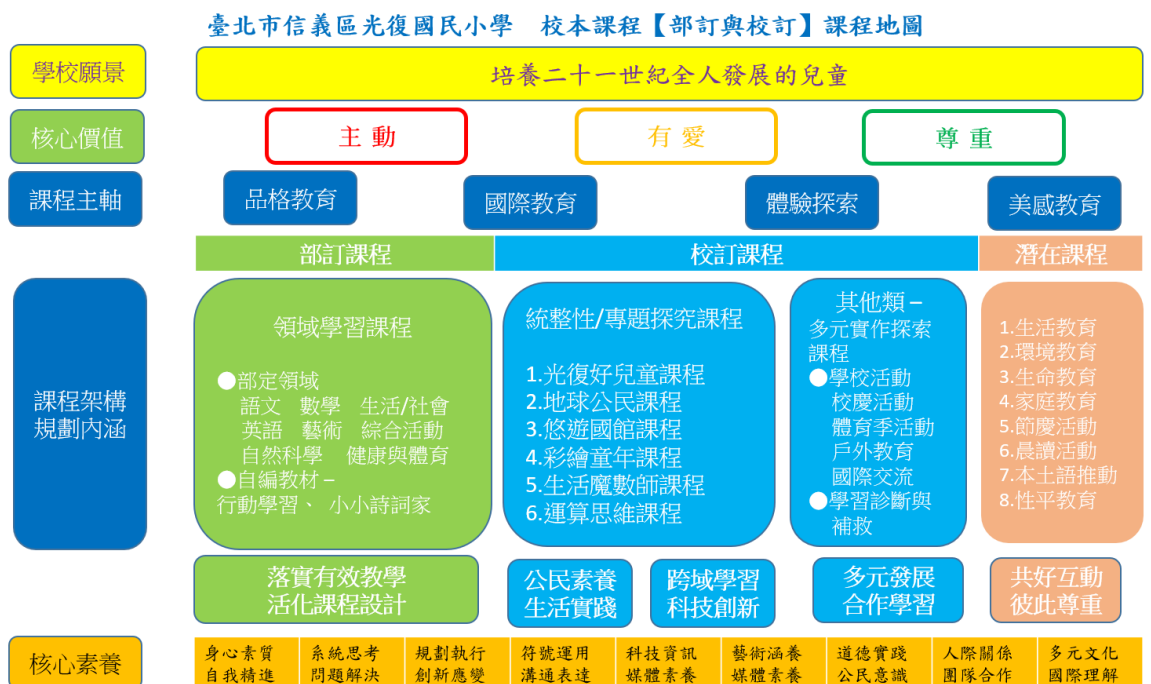 臺北市信義區光復國民小學 校本課程【部訂與校訂】課程地圖
學校願景
培養二十一世紀全人發展的兒童
核心價值
主動
有愛
尊重
課程主軸
品格教育
國際教育
體驗探索
美感教育
部訂課程
校訂課程
潛在課程
課程架構
規劃內涵
領域學習課程
●部定領域
語文 數學 生活/社會
英語 藝術 綜合活動
自然科學 健康與體育
●自編教材–
行動學習、 小小詩詞家
統整性/專題探究課程
1.光復好兒童課程
2.地球公民課程
3.悠遊國館課程
4.彩繪童年課程
5.生活魔數師課程
6.運算思維課程
其他類–
多元實作探索
課程
●學校活動
校慶活動
體育季活動
戶外教育
國際交流
●學習診斷與
補救
1.生活教育
2.環境教育
3.生命教育
4.家庭教育
5.節慶活動
6.晨讀活動
7.本土語推動
8.性平教育
落實有效教學
活化課程設計
公民素養
生活實踐
跨域學習
科技創新
多元發展
合作學習
共好互動
彼此尊重
核心素養
身心素質
自我精進
系統思考
問題解決
規劃執行
創新應變
符號運用
溝通表達
科技資訊
媒體素養
藝術涵養
媒體素養
道德實踐
公民意識
人際關係
團隊合作
多元文化
國際理解